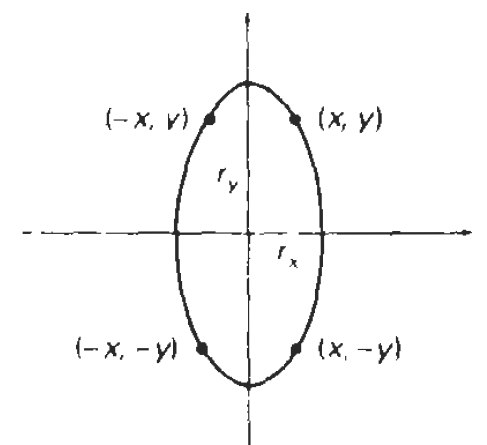 (-x, y) (x, y)
r_y
r_x
(-x, -y) (x, -y)